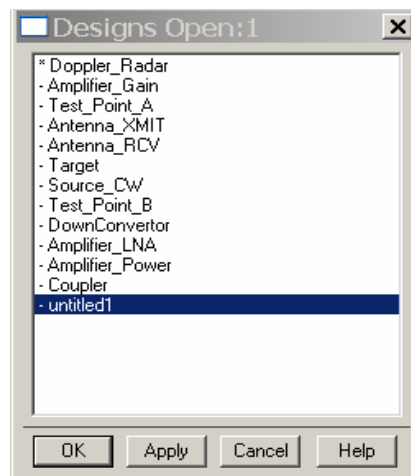 Designs Open:1
* Doppler_Radar
- Amplifier_Gain
- Test_Point_A
- Antenna_XMIT
- Antenna_RCV
- Target
- Source_CW
- Test_Point_B
- DownConvertor
- Amplifier_LNA
- Amplifier_Power
- Coupler
- untitled1
OK Apply Cancel Help